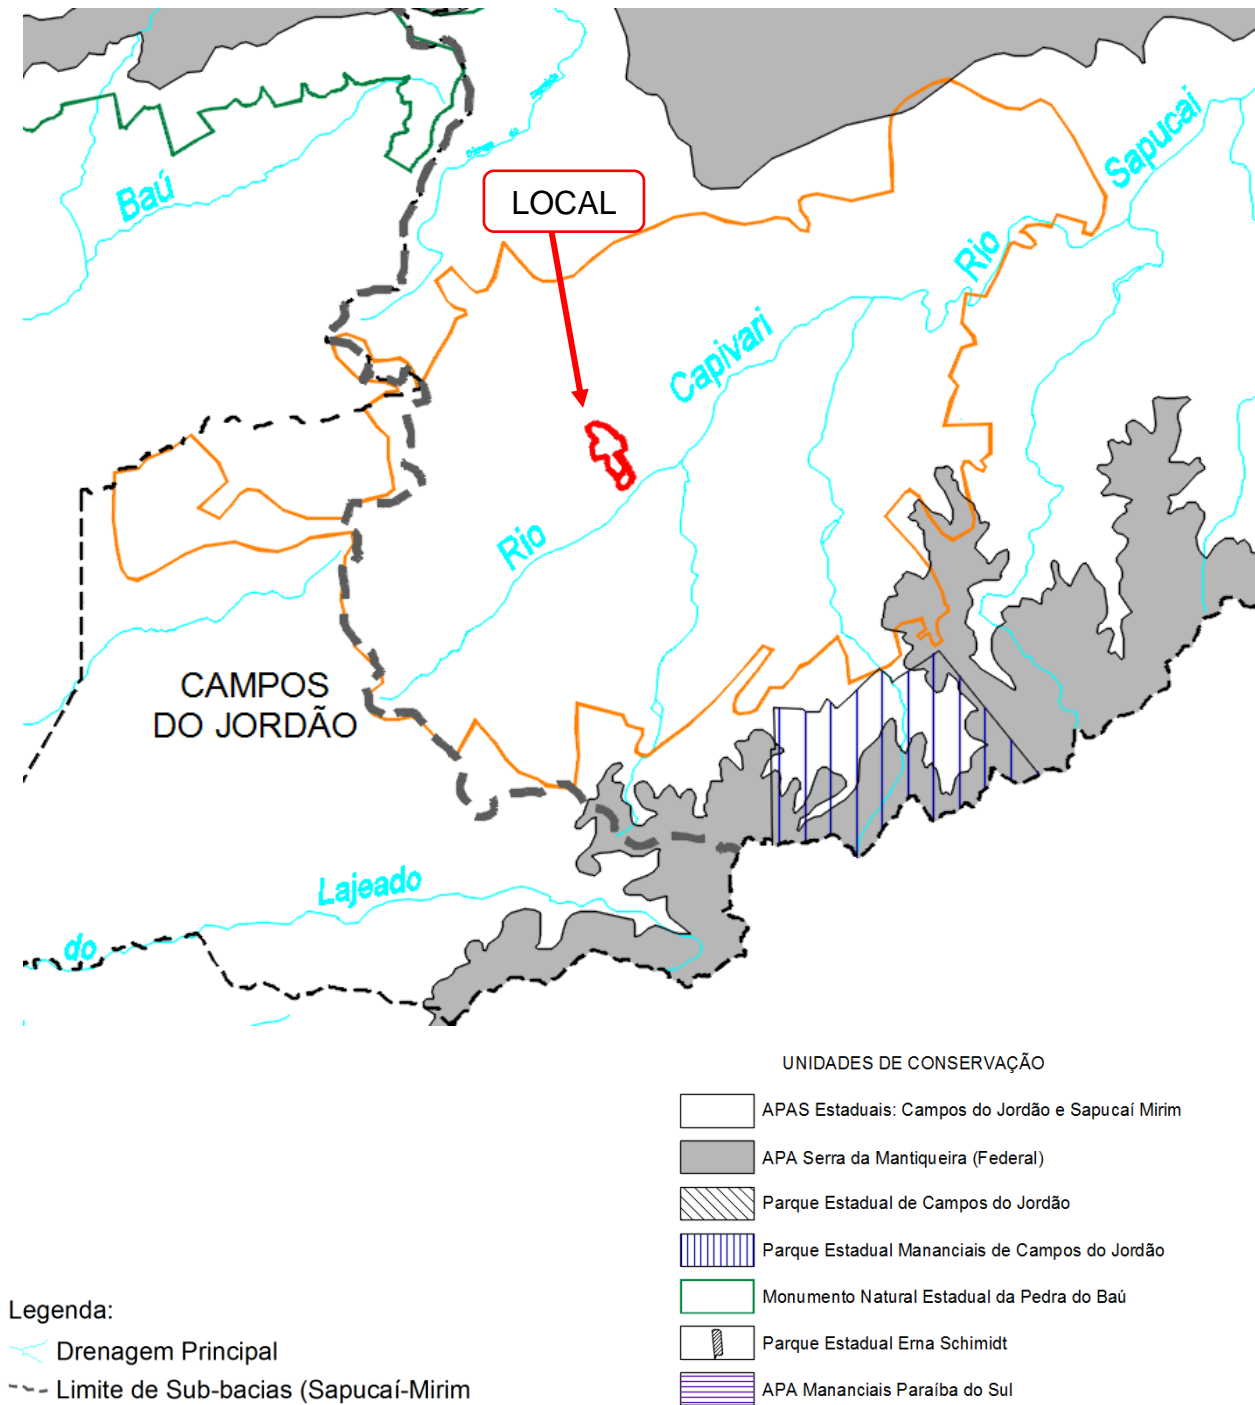 Sapucaí
Baú
LOCAL
Rio
Capivari
Rio
CAMPOS
DO JORDÃO
Lajeado
do
UNIDADES DE CONSERVAÇÃO
APAS Estaduais: Campos do Jordão e Sapucaí Mirim
APA Serra da Mantiqueira (Federal)
Parque Estadual de Campos do Jordão
Parque Estadual Mananciais de Campos do Jordão
Monumento Natural Estadual da Pedra do Baú
Parque Estadual Erna Schimidt
APA Mananciais Paraíba do Sul
Legenda:
Drenagem Principal
Limite de Sub-bacias (Sapucaí-Mirim